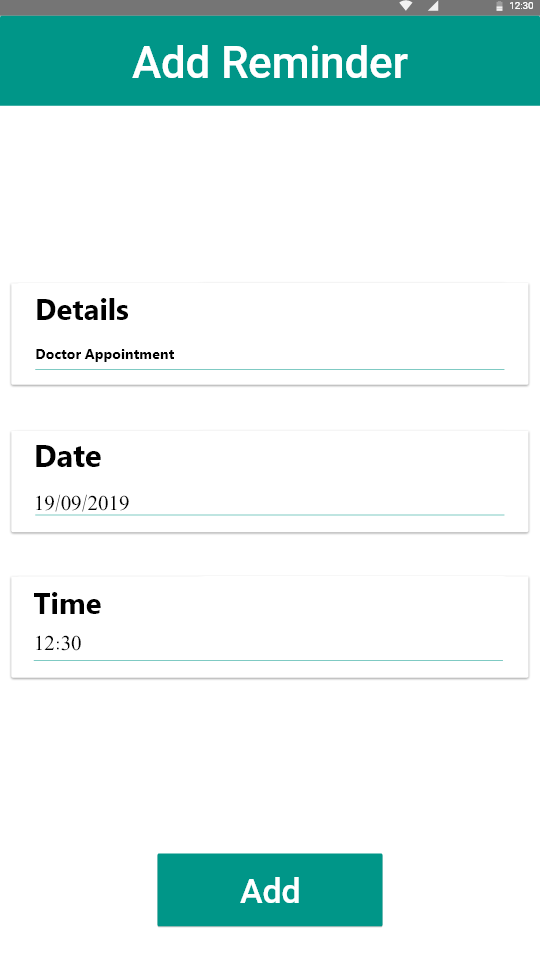 12:30
Add Reminder
Details
Doctor Appointment
Date
19/09/2019
Time
12:30
Add